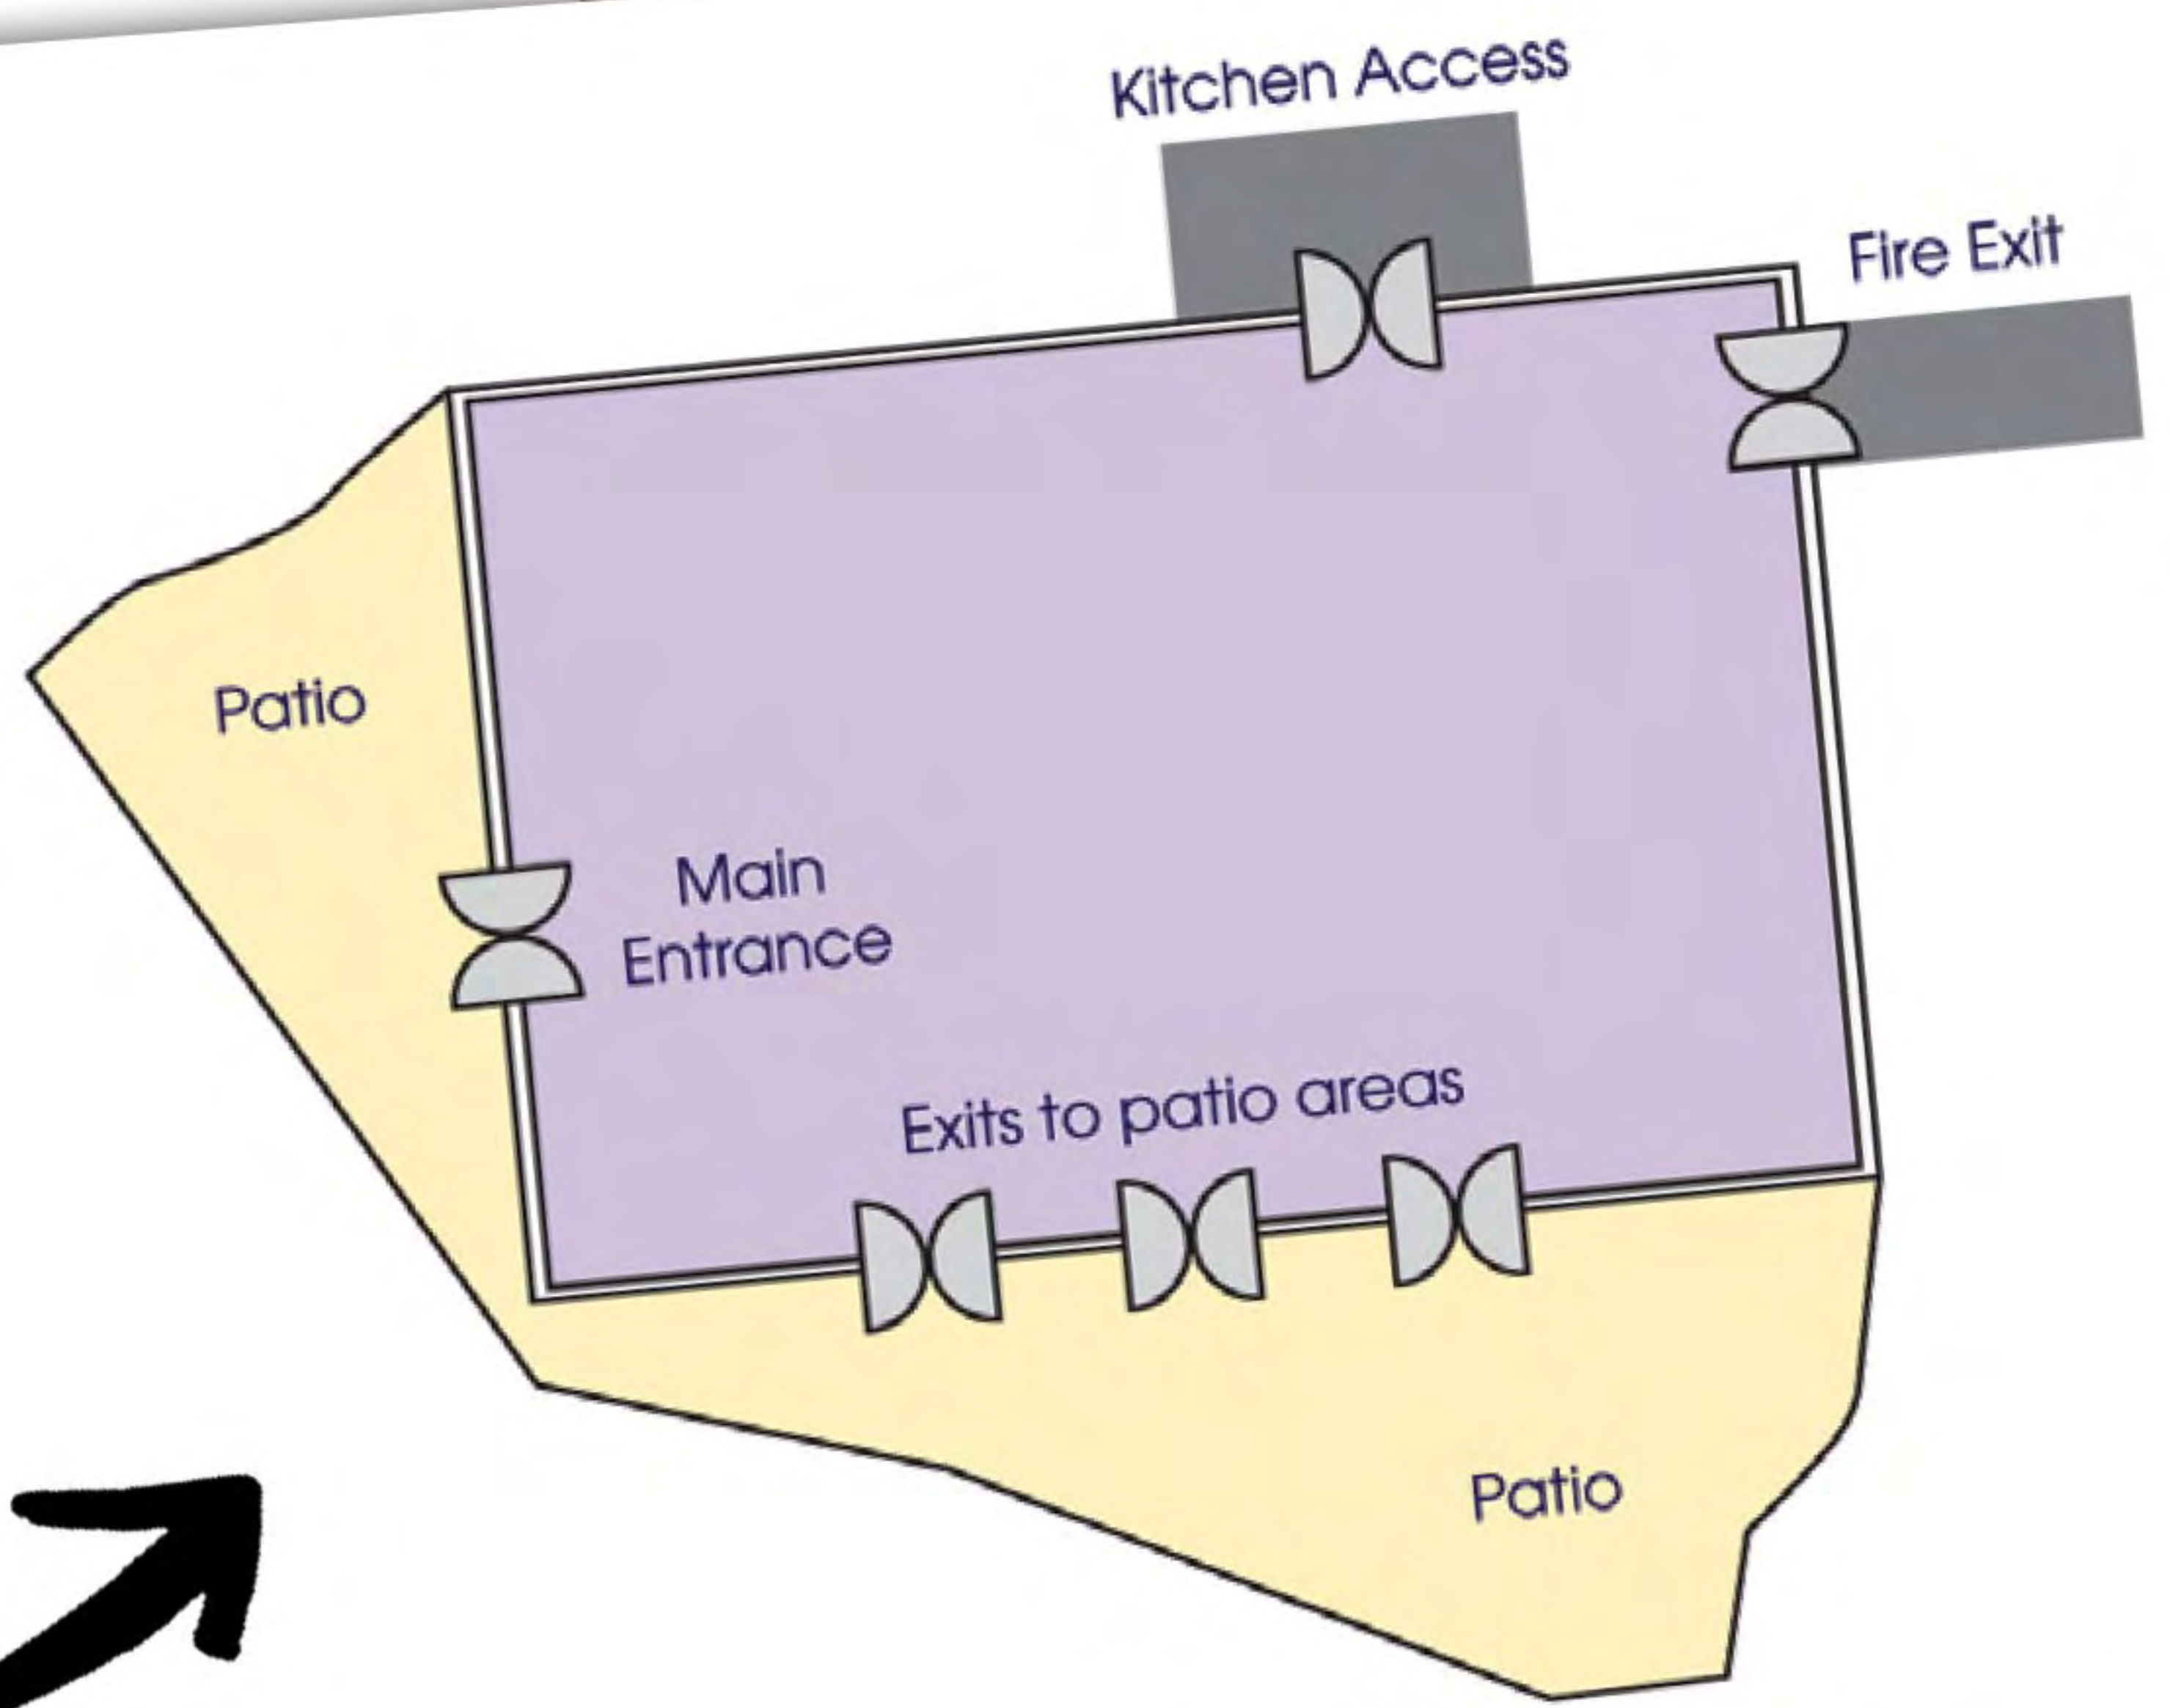 Kitchen Access
Fire Exit
Patio
Main
Entrance
Exits to patio areas
Patio